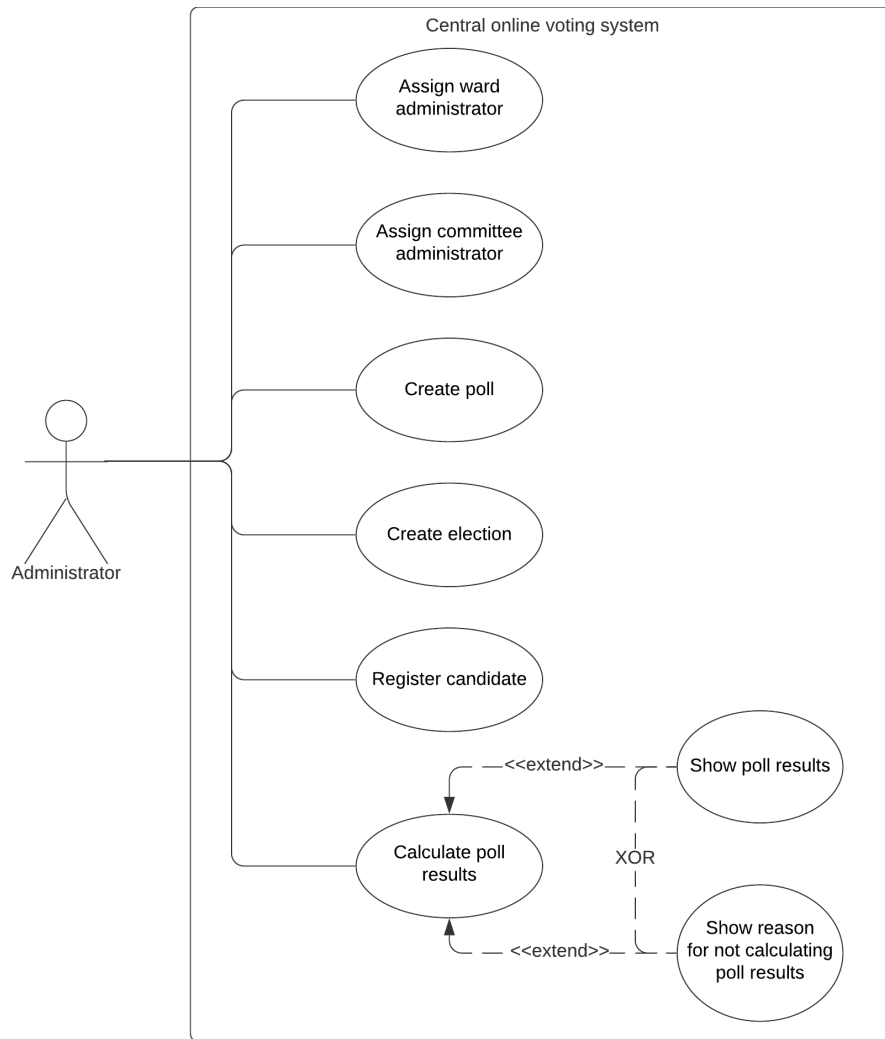 Central online voting system
Assign ward
administrator
Assign committee
administrator
Create poll
Administrator
Create election
Register candidate
<<extend>>
Show poll results
Calculate poll
results
XOR
<<extend>>
Show reason
for not calculating
poll results